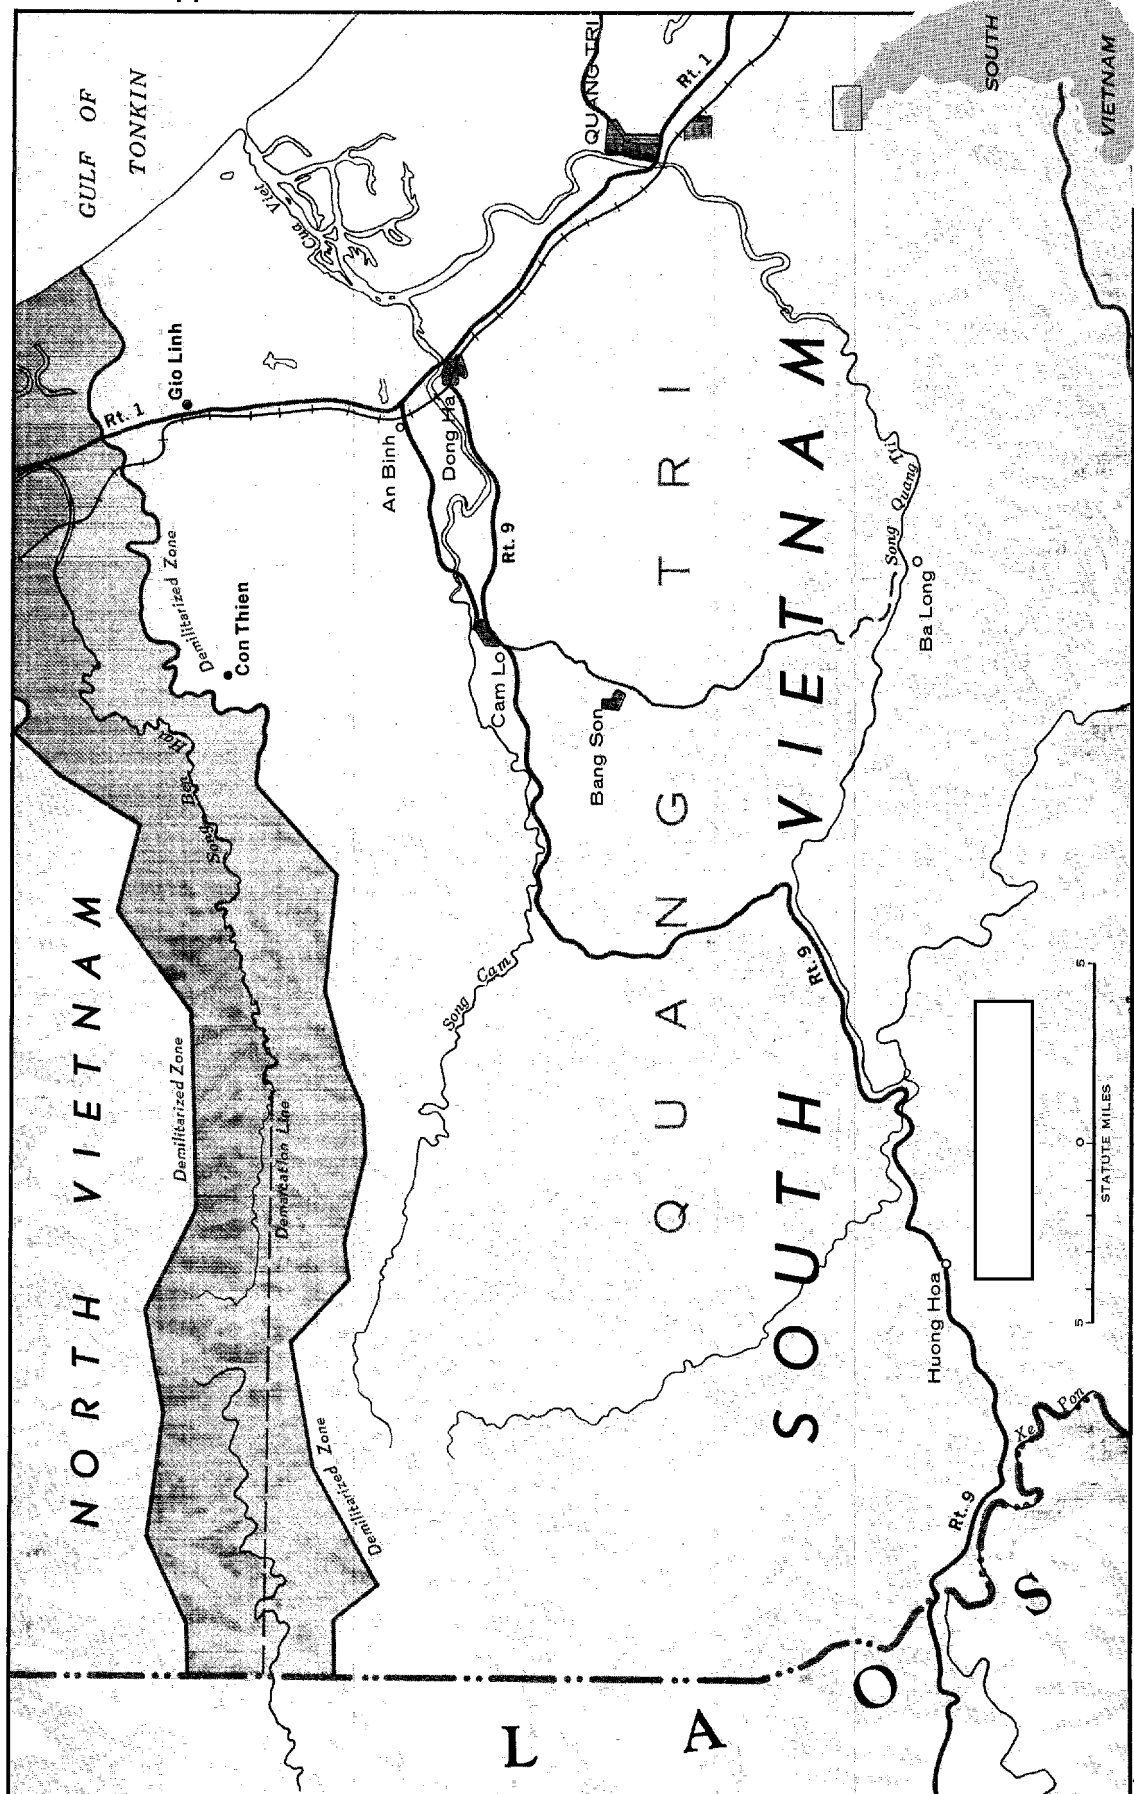 NORTH VIETNAM
GULF OF
TONKIN
Rt. 1
Gio Linh
Demilitarized Zone
Con Thien
Song Ben Hai
Demilitarized Zone
Demarcation Line
Demilitarized Zone
Cua Viet
An Binh
Dong Ha
Rt. 9
Cam Lo
Song Cam
QUANG TRI
Rt. 1
Bang Son
QUANG TRI
SOUTH VIETNAM
Rt. 9
Song Quang Tri
Ba Long
Huong Hoa
Rt. 9
Xe Pon
LAOS
SOUTH
VIETNAM
5 0 5
STATUTE MILES